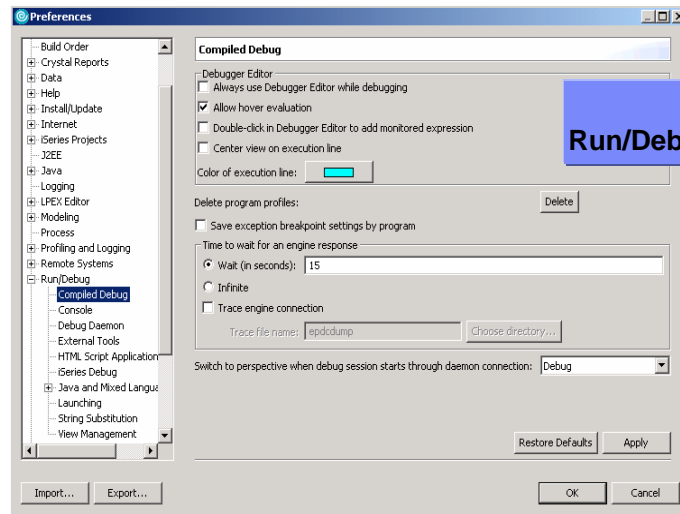 Preferences
Build Order
Crystal Reports
Data
Help
Install/Update
Internet
iSeries Projects
J2EE
Java
Logging
LPEX Editor
Modeling
Process
Profiling and Logging
Remote Systems
Run/Debug
Compiled Debug
Console
Debug Daemon
External Tools
HTML Script Application
iSeries Debug
Java and Mixed Langua
Launching
String Substitution
View Management
Compiled Debug
Debugger Editor
Always use Debugger Editor while debugging
Allow hover evaluation
Double-click in Debugger Editor to add monitored expression
Center view on execution line
Color of execution line:
Run/Deb
Delete program profiles: Delete
Save exception breakpoint settings by program
Time to wait for an engine response
Wait (in seconds): 15
Infinite
Trace engine connection
Trace file name: epdcdump Choose directory...
Switch to perspective when debug session starts through daemon connection: Debug
Restore Defaults Apply
Import... Export... OK Cancel